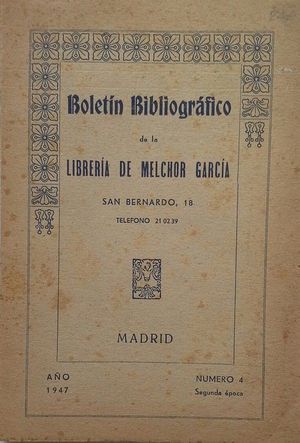 Boletín Bibliográfico
de la
LIBRERÍA DE MELCHOR GARCÍA
SAN BERNARDO, 18
TELEFONO 21 02 39
MADRID
AÑO
1947
NUMERO 4
Segunda época